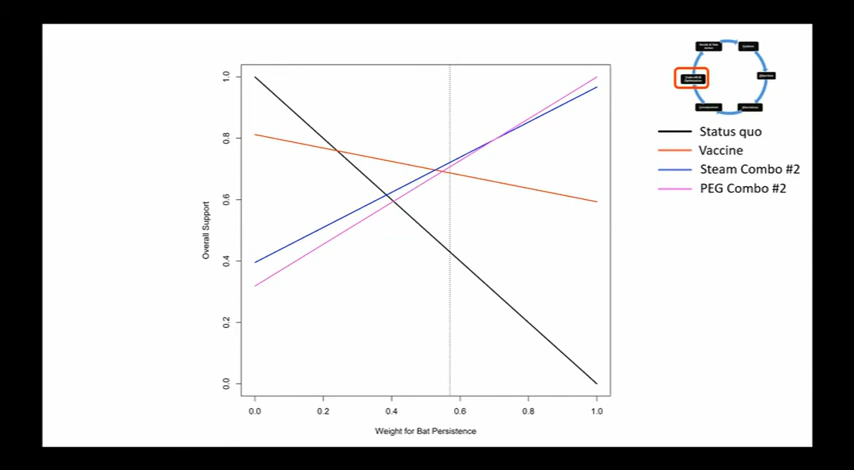 Status quo
Vaccine
Steam Combo #2
PEG Combo #2
Overall Support
1.0
0.8
0.6
0.4
0.2
0.0
0.0 0.2 0.4 0.6 0.8 1.0
Weight for Bat Persistence